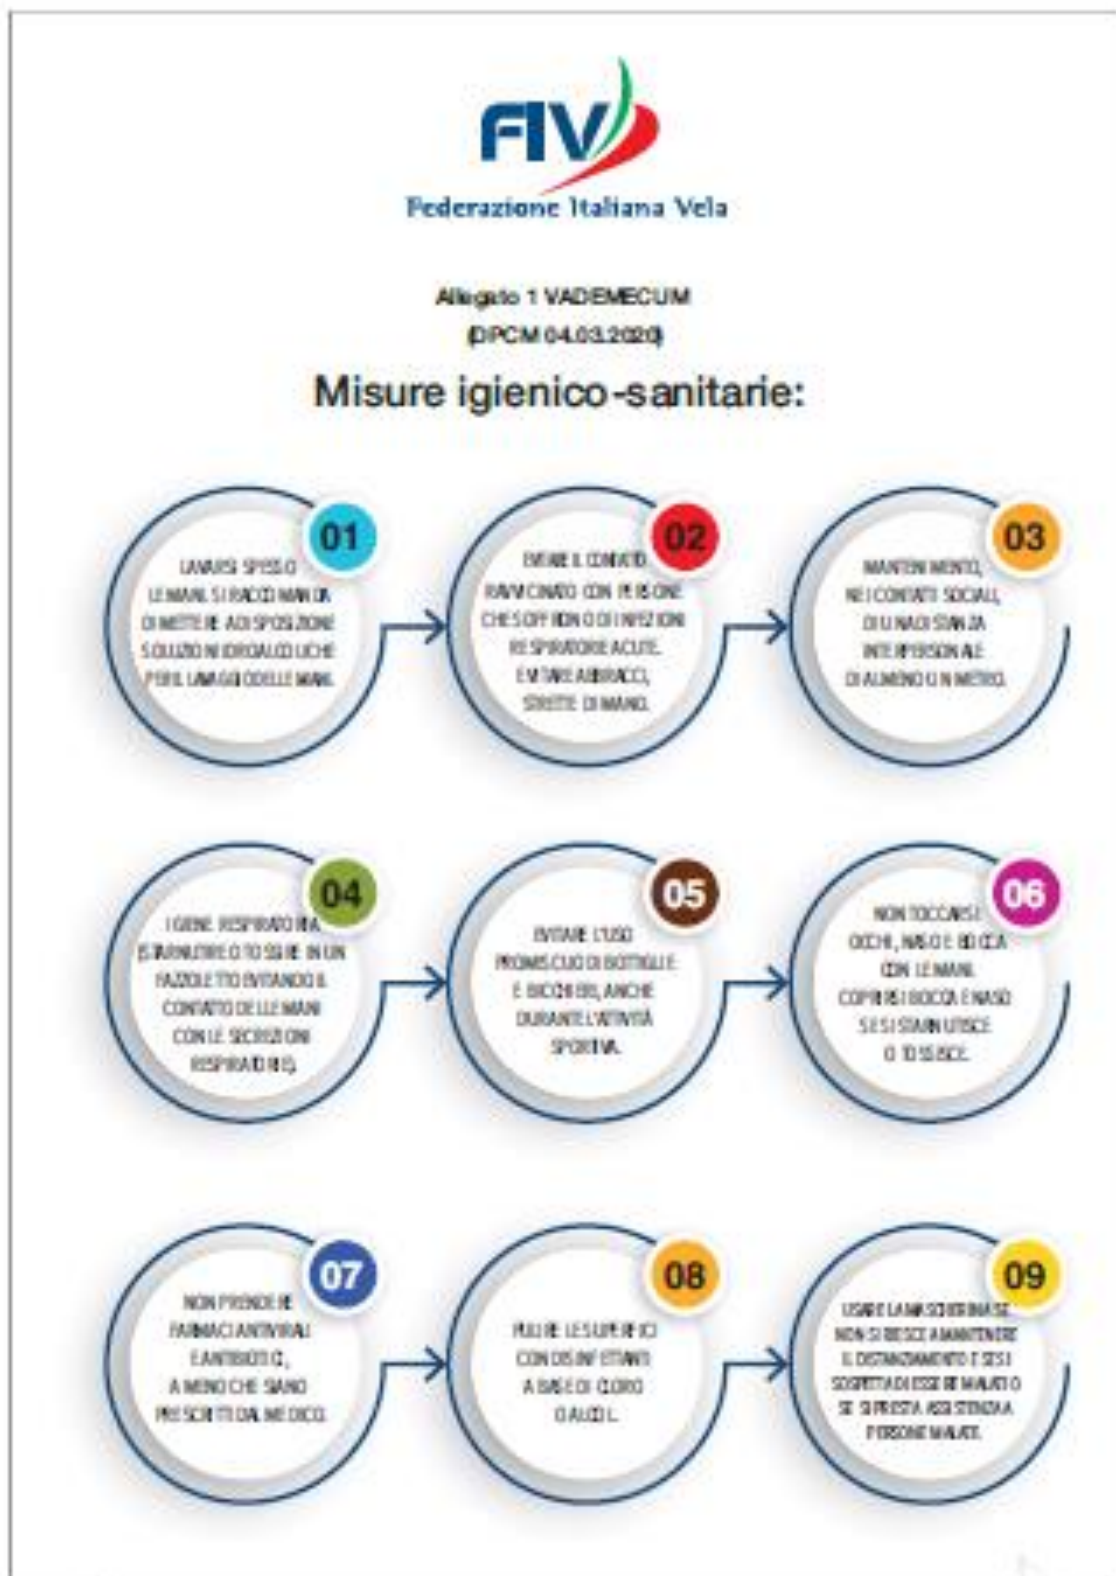 FIV
Federazione Italiana Vela
Allegato 1 VADEMECUM
(DPCM 04.03.2020)
Misure igienico-sanitarie:
01
LAVARSI SPESSO
LE MANI. SI RACCOMANDA
DI METTERE A DISPOSIZIONE
SOLUZIONI IDROALCOLICHE
PER IL LAVAGGIO DELLE MANI.
02
EVITARE IL CONTATTO
RAVVICINATO CON PERSONE
CHE SOFFRONO DI INFEZIONI
RESPIRATORIE ACUTE.
EVITARE ABBRACCI,
STRETTE DI MANO.
03
MANTENIMENTO,
NEI CONTATTI SOCIALI,
DI UNA DISTANZA
INTERPERSONALE
DI ALMENO UN METRO.
04
IGIENE RESPIRATORIA
(STARNUTIRE O TOSSIRE IN UN
FAZZOLETTO EVITANDO IL
CONTATTO DELLE MANI
CON LE SECREZIONI
RESPIRATORIE).
05
EVITARE L'USO
PROMISCUO DI BOTTIGLIE
E BICCHIERI, ANCHE
DURANTE L'ATTIVITÀ
SPORTIVA.
06
NON TOCCARSI
OCCHI, NASO E BOCCA
CON LE MANI.
COPRIRSI BOCCA E NASO
SE SI STARNUTISCE
O TOSSISCE.
07
NON PRENDERE
FARMACI ANTIVIRALI
E ANTIBIOTICI,
A MENO CHE SIANO
PRESCRITTI DAL MEDICO.
08
PULIRE LE SUPERFICI
CON DISINFETTANTI
A BASE DI CLORO
O ALCOL.
09
USARE LA MASCHERINA SE
NON SI RIESCE A MANTENERE
IL DISTANZIAMENTO E SE SI
SOSPETTA DI ESSERE MALATI O
SE SI PRESTA ASSISTENZA A
PERSONE MALATE.